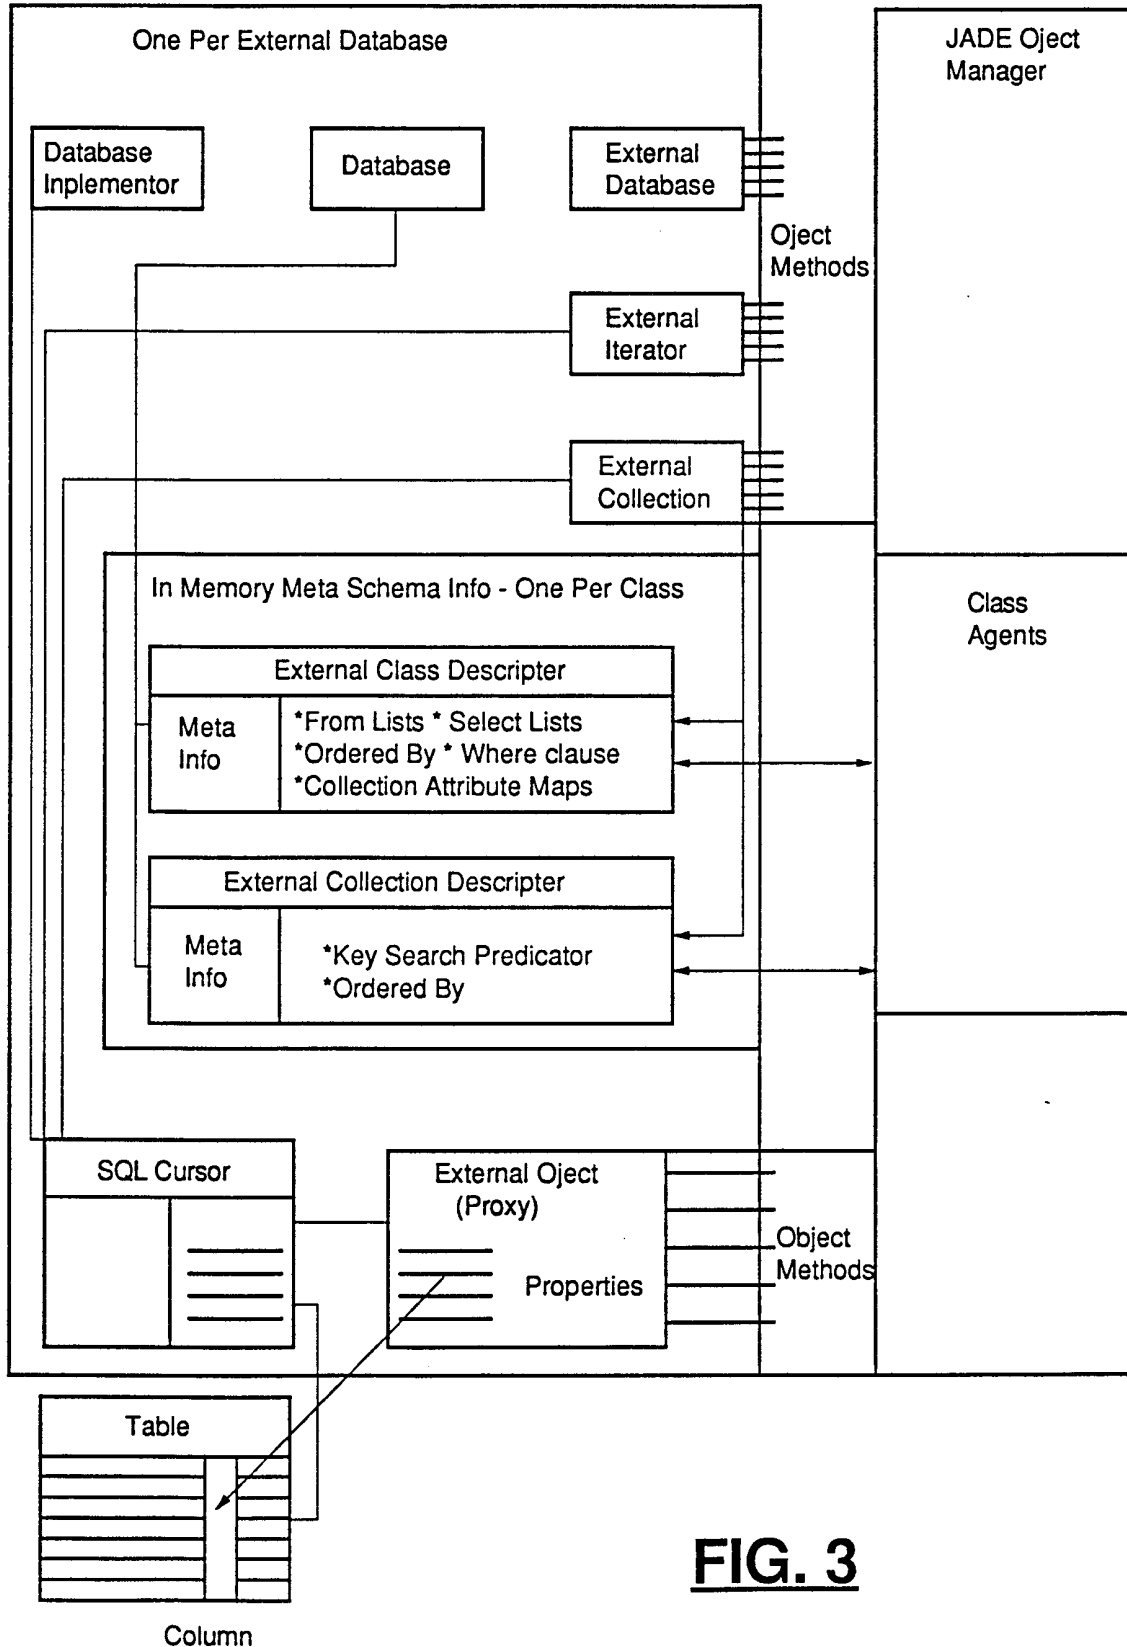 One Per External Database
JADE Oject
Manager
Database
Inplementor
Database
External
Database
Oject
Methods
External
Iterator
External
Collection
In Memory Meta Schema Info - One Per Class
Class
Agents
External Class Descripter
Meta
Info
*From Lists * Select Lists
*Ordered By * Where clause
*Collection Attribute Maps
External Collection Descripter
Meta
Info
*Key Search Predicator
*Ordered By
SQL Cursor
External Oject
(Proxy)
Properties
Object
Methods
Table
Column
FIG. 3